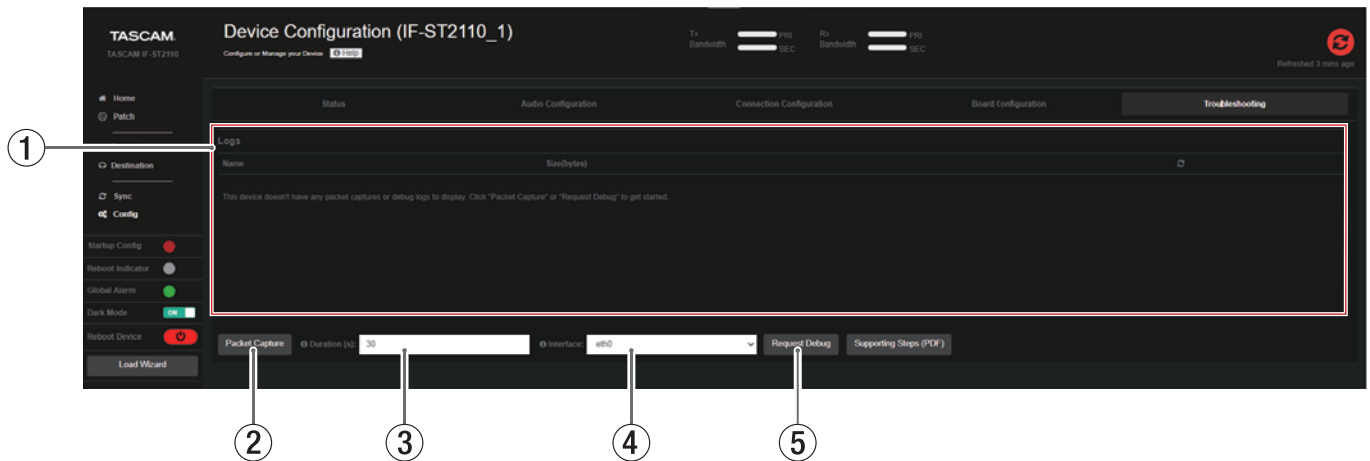 TASCAM.
TASCAM IF-ST2110
Device Configuration (IF-ST2110_1)
Configure or Manage your Device Help
Tx
Bandwidth
PRI
SEC
Rx
Bandwidth
PRI
SEC
Refreshed 3 mins ago
Home
Patch
Destination
Sync
Config
Startup Config
Reboot Indicator
Global Alarm
Dark Mode ON
Reboot Device
Load Wizard
Status Audio Configuration Connection Configuration Board Configuration Troubleshooting
1
Logs
Name Size(bytes)
This device doesn't have any packet captures or debug logs to display. Click "Packet Capture" or "Request Debug" to get started.
Packet Capture Duration [s]: 30 Interface: eth0 Request Debug Supporting Steps (PDF)
2 3 4 5